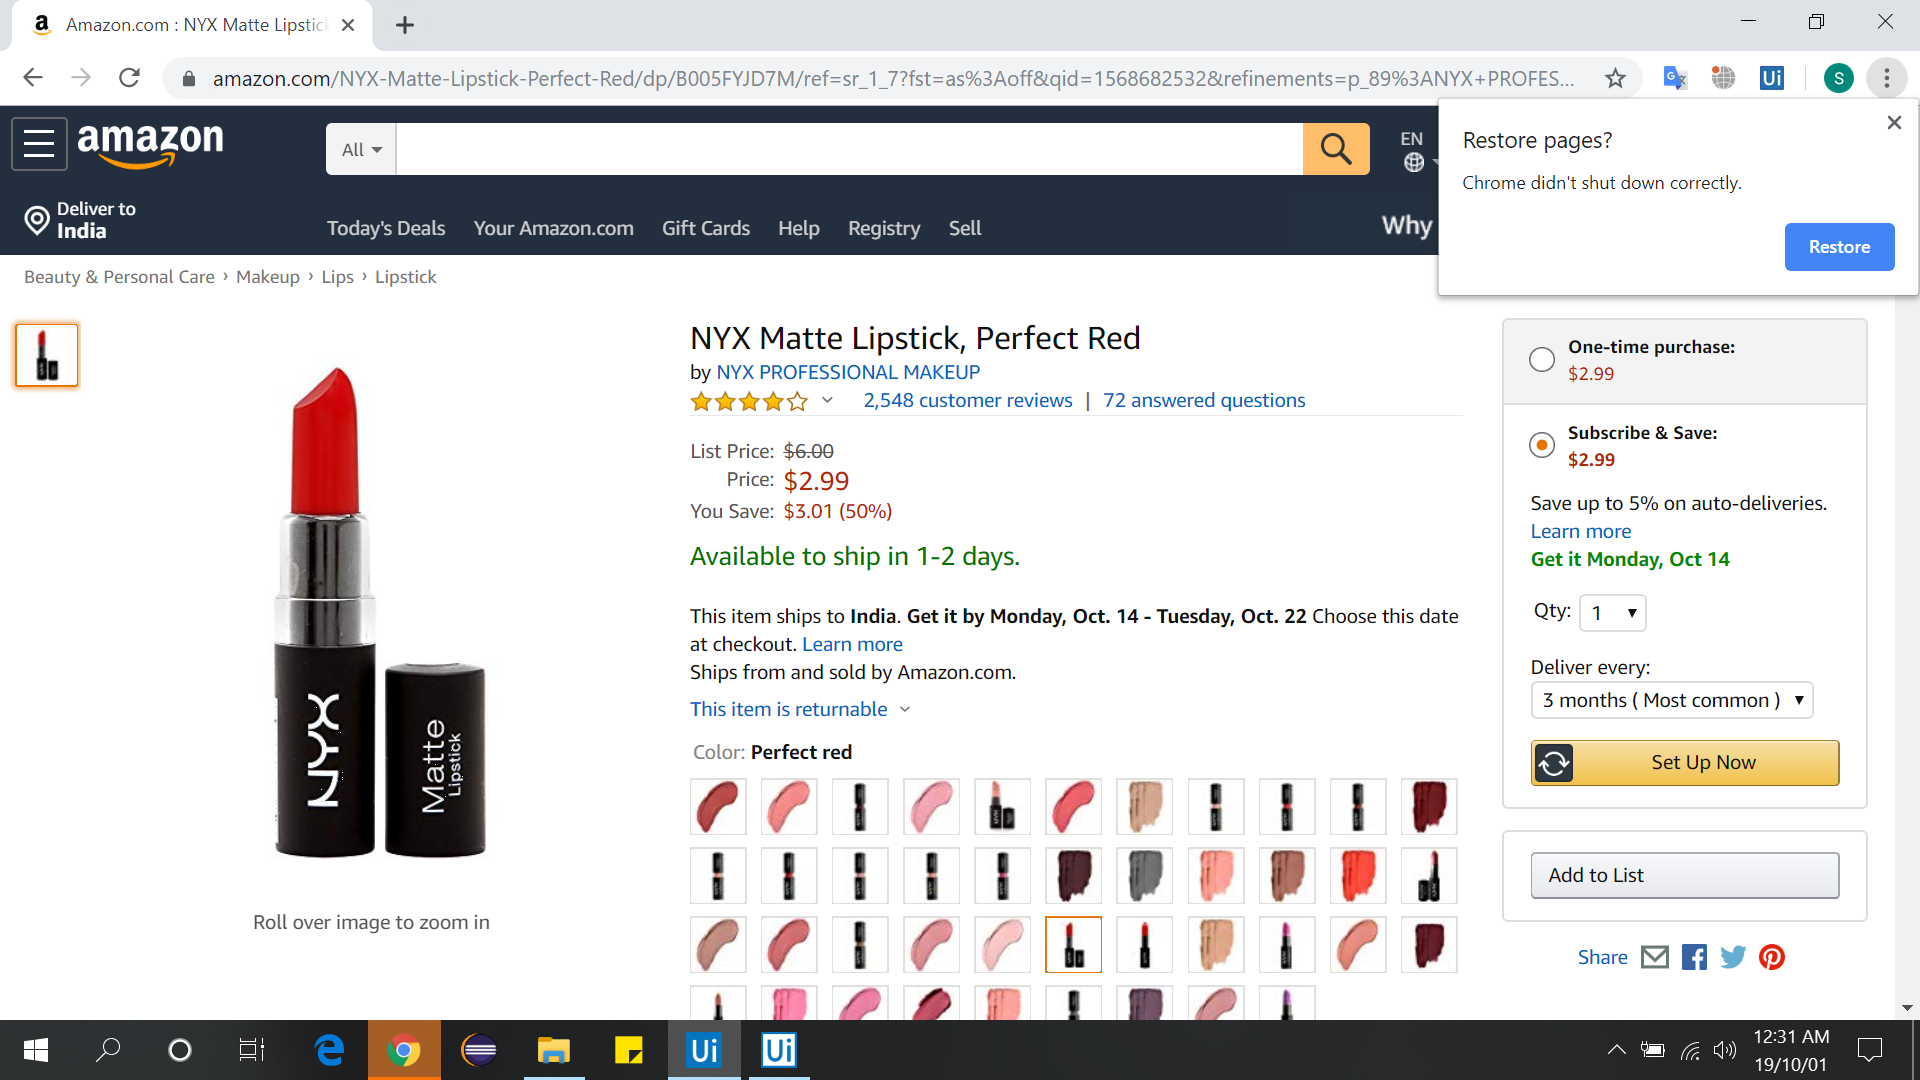 Amazon.com : NYX Matte Lipstick
amazon.com/NYX-Matte-Lipstick-Perfect-Red/dp/B005FYJD7M/ref=sr_1_7?fst=as%3Aoff&qid=1568682532&refinements=p_89%3ANYX+PROFES...
Ui
S
Restore pages?
Chrome didn't shut down correctly.
Restore
amazon
All
EN
Deliver to
India
Today's Deals
Your Amazon.com
Gift Cards
Help
Registry
Sell
Why
Beauty & Personal Care › Makeup › Lips › Lipstick
NYX
Matte
Lipstick
Roll over image to zoom in
NYX Matte Lipstick, Perfect Red
by NYX PROFESSIONAL MAKEUP
2,548 customer reviews | 72 answered questions
List Price: $6.00
Price: $2.99
You Save: $3.01 (50%)
Available to ship in 1-2 days.
This item ships to India. Get it by Monday, Oct. 14 - Tuesday, Oct. 22 Choose this date
at checkout. Learn more
Ships from and sold by Amazon.com.
This item is returnable
Color: Perfect red
One-time purchase:
$2.99
Subscribe & Save:
$2.99
Save up to 5% on auto-deliveries.
Learn more
Get it Monday, Oct 14
Qty: 1
Deliver every:
3 months ( Most common )
Set Up Now
Add to List
Share
Ui
Ui
12:31 AM
19/10/01